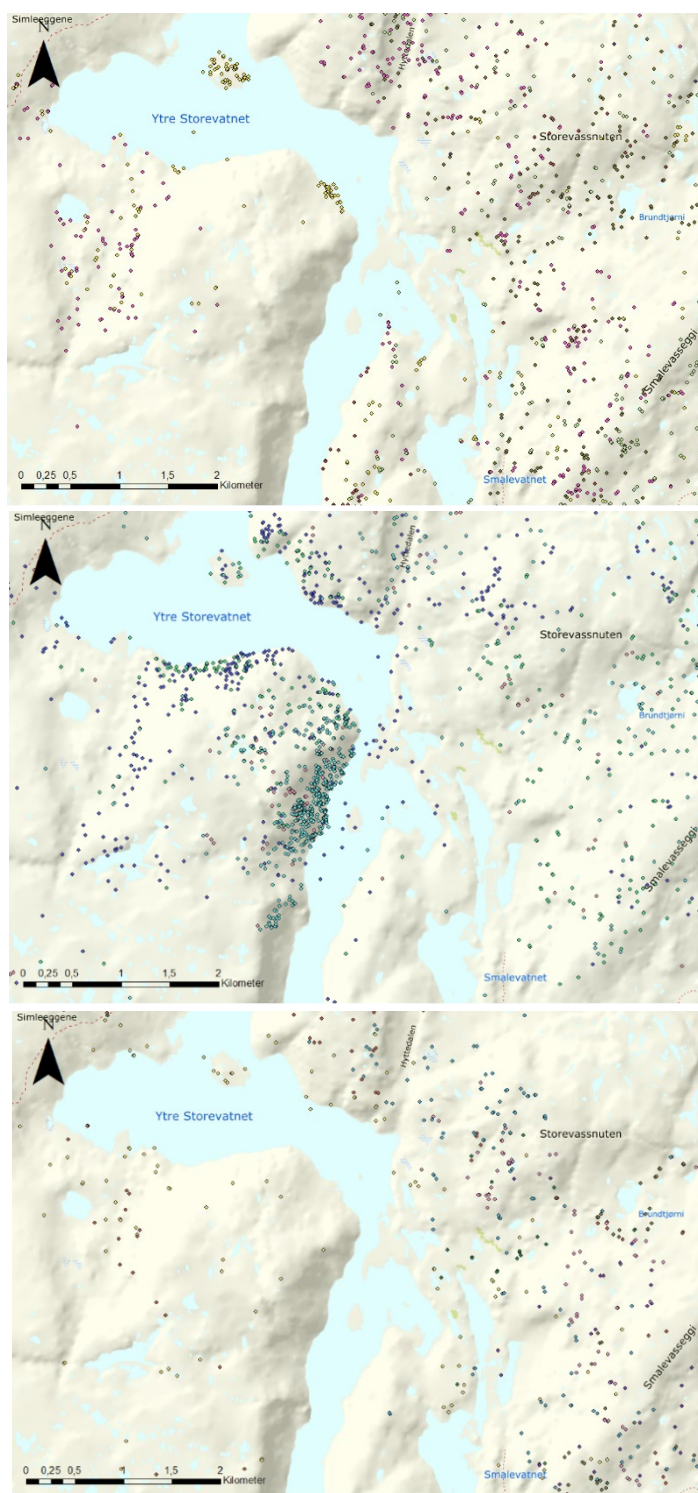 Simleeggene
N
Hyttedalen
Ytre Storevatnet
Storevassnuten
Brundtjørni
Smalevasseggi
Smalevatnet
0 0,25 0,5 1 1,5 2
Kilometer
Simleeggene
N
Hyttedalen
Ytre Storevatnet
Storevassnuten
Brundtjørni
Smalevasseggi
Smalevatnet
0 0,25 0,5 1 1,5 2
Kilometer
Simleeggene
N
Hyttedalen
Ytre Storevatnet
Storevassnuten
Brundtjørni
Smalevasseggi
Smalevatnet
0 0,25 0,5 1 1,5 2
Kilometer